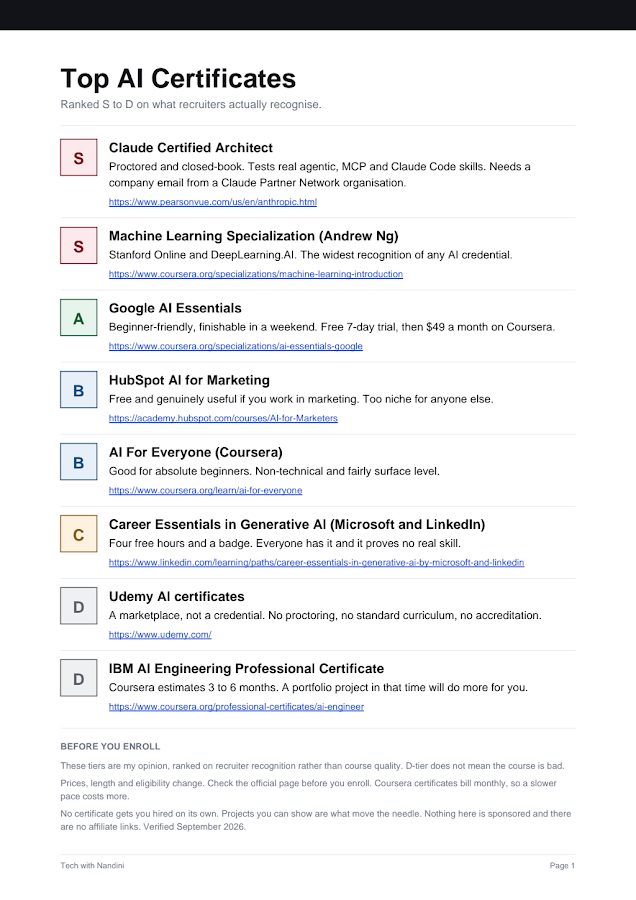 Top AI Certificates
Ranked S to D on what recruiters actually recognise.
S
Claude Certified Architect
Proctored and closed-book. Tests real agentic, MCP and Claude Code skills. Needs a
company email from a Claude Partner Network organisation.
https://www.pearsonvue.com/us/en/anthropic.html
S
Machine Learning Specialization (Andrew Ng)
Stanford Online and DeepLearning.AI. The widest recognition of any AI credential.
https://www.coursera.org/specializations/machine-learning-introduction
A
Google AI Essentials
Beginner-friendly, finishable in a weekend. Free 7-day trial, then $49 a month on Coursera.
https://www.coursera.org/specializations/ai-essentials-google
B
HubSpot AI for Marketing
Free and genuinely useful if you work in marketing. Too niche for anyone else.
https://academy.hubspot.com/courses/AI-for-Marketers
B
AI For Everyone (Coursera)
Good for absolute beginners. Non-technical and fairly surface level.
https://www.coursera.org/learn/ai-for-everyone
C
Career Essentials in Generative AI (Microsoft and LinkedIn)
Four free hours and a badge. Everyone has it and it proves no real skill.
https://www.linkedin.com/learning/paths/career-essentials-in-generative-ai-by-microsoft-and-linkedin
D
Udemy AI certificates
A marketplace, not a credential. No proctoring, no standard curriculum, no accreditation.
https://www.udemy.com/
D
IBM AI Engineering Professional Certificate
Coursera estimates 3 to 6 months. A portfolio project in that time will do more for you.
https://www.coursera.org/professional-certificates/ai-engineer
BEFORE YOU ENROLL
These tiers are my opinion, ranked on recruiter recognition rather than course quality. D-tier does not mean the course is bad.
Prices, length and eligibility change. Check the official page before you enroll. Coursera certificates bill monthly, so a slower
pace costs more.
No certificate gets you hired on its own. Projects you can show are what move the needle. Nothing here is sponsored and there
are no affiliate links. Verified September 2026.
Tech with Nandini
Page 1